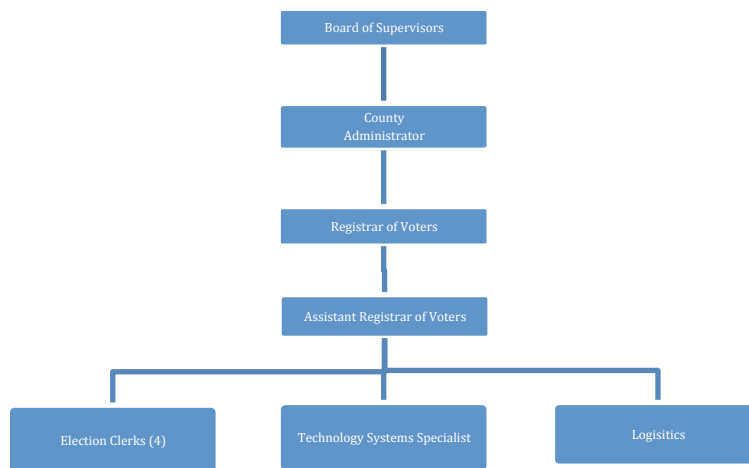 Board of Supervisors
County
Administrator
Registrar of Voters
Assistant Registrar of Voters
Election Clerks (4)
Technology Systems Specialist
Logisitics